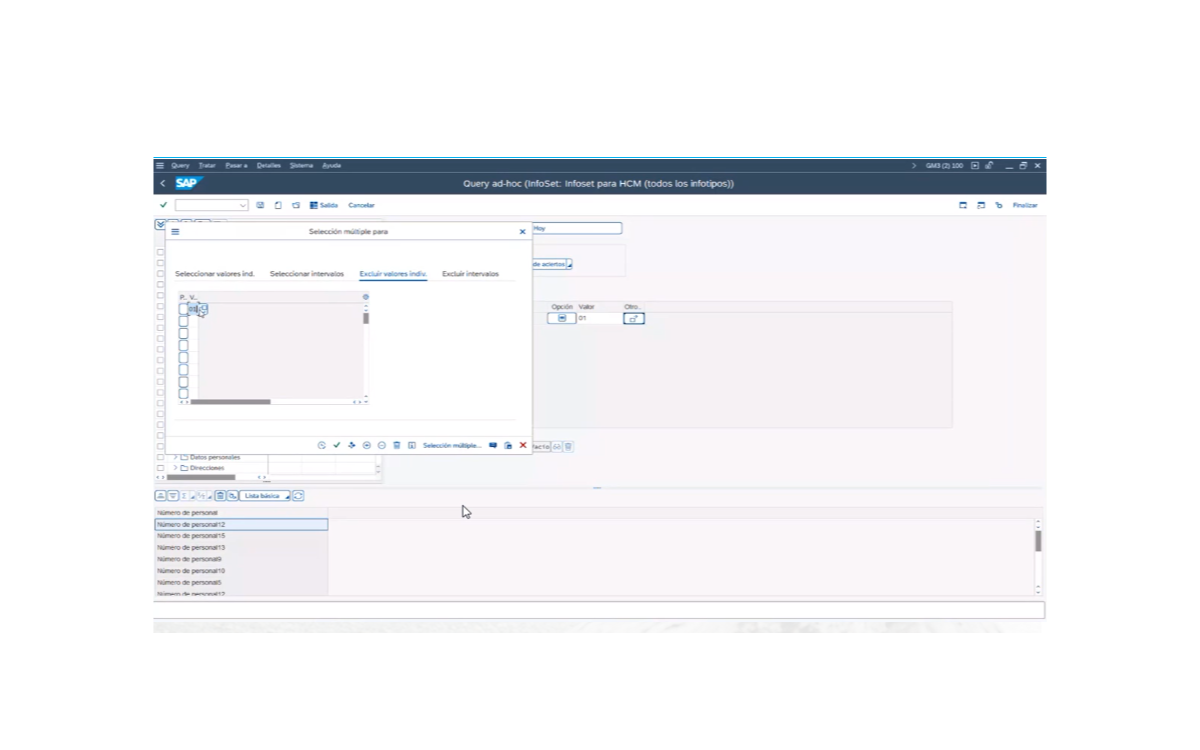 Query Tratar Pasar a Detalles Sistema Ayuda GM3 (2) 100
SAP Query ad-hoc (InfoSet: Infoset para HCM (todos los infotipos))
Salida Cancelar Finalizar
Selección múltiple para
Hoy
de aciertos
Seleccionar valores ind. Seleccionar intervalos Excluir valores indiv. Excluir intervalos
P.. V...
Opción Valor Otro..
01
Selección múltiple...
Datos personales
Direcciones
Lista básica
Número de personal
Número de personal12
Número de personal15
Número de personal13
Número de personal9
Número de personal10
Número de personal5
Número de personal12